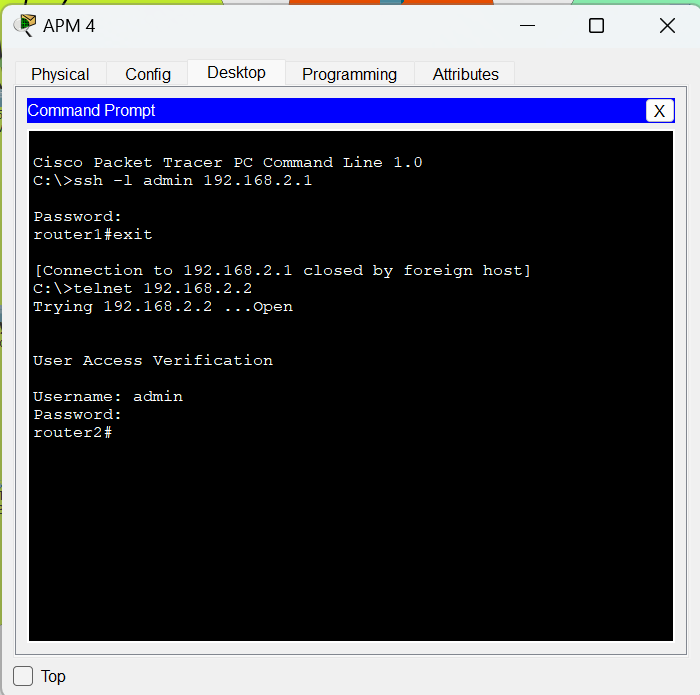 APM 4
Physical Config Desktop Programming Attributes
Command Prompt
X
Cisco Packet Tracer PC Command Line 1.0
C:\>ssh -l admin 192.168.2.1
Password:
router1#exit
[Connection to 192.168.2.1 closed by foreign host]
C:\>telnet 192.168.2.2
Trying 192.168.2.2 ...Open
User Access Verification
Username: admin
Password:
router2#
Top